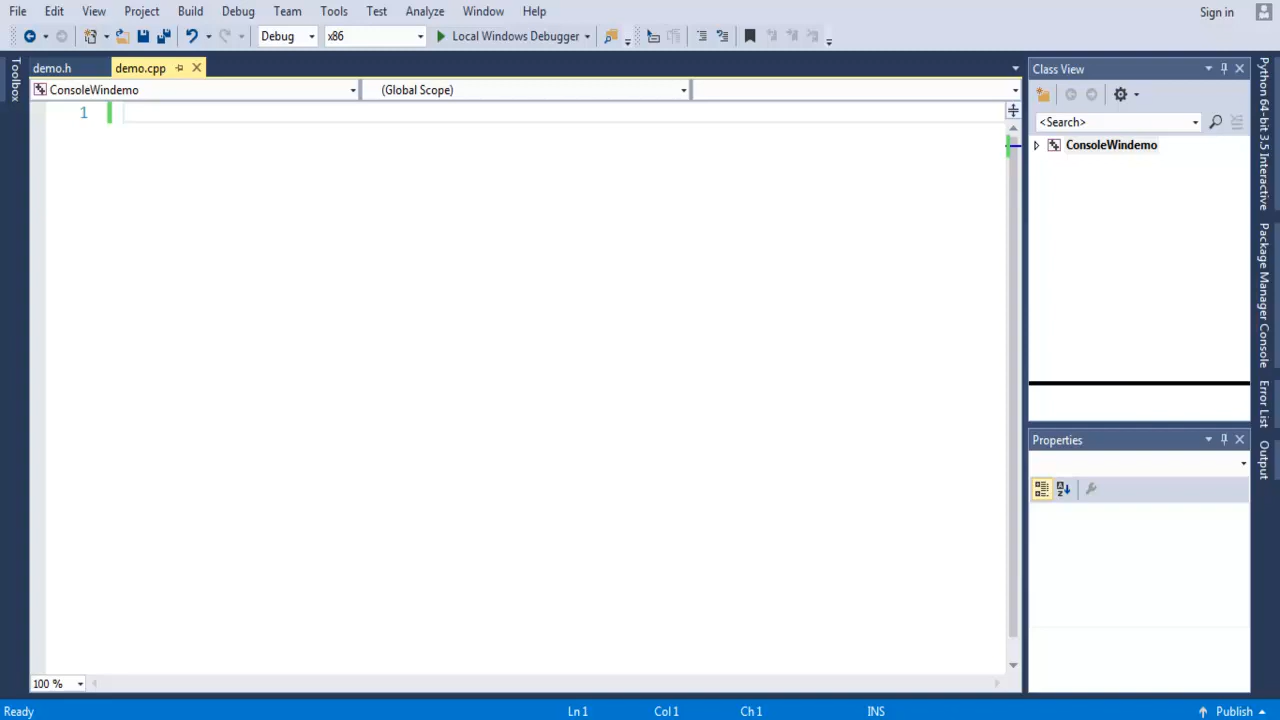 File Edit View Project Build Debug Team Tools Test Analyze Window Help Sign in
Debug x86 Local Windows Debugger
demo.h demo.cpp
ConsoleWindemo (Global Scope)
1
Toolbox
Class View
<Search>
ConsoleWindemo
Properties
Python 64-bit 3.5 Interactive
Package Manager Console
Error List
Output
100 %
Ready Ln 1 Col 1 Ch 1 INS Publish